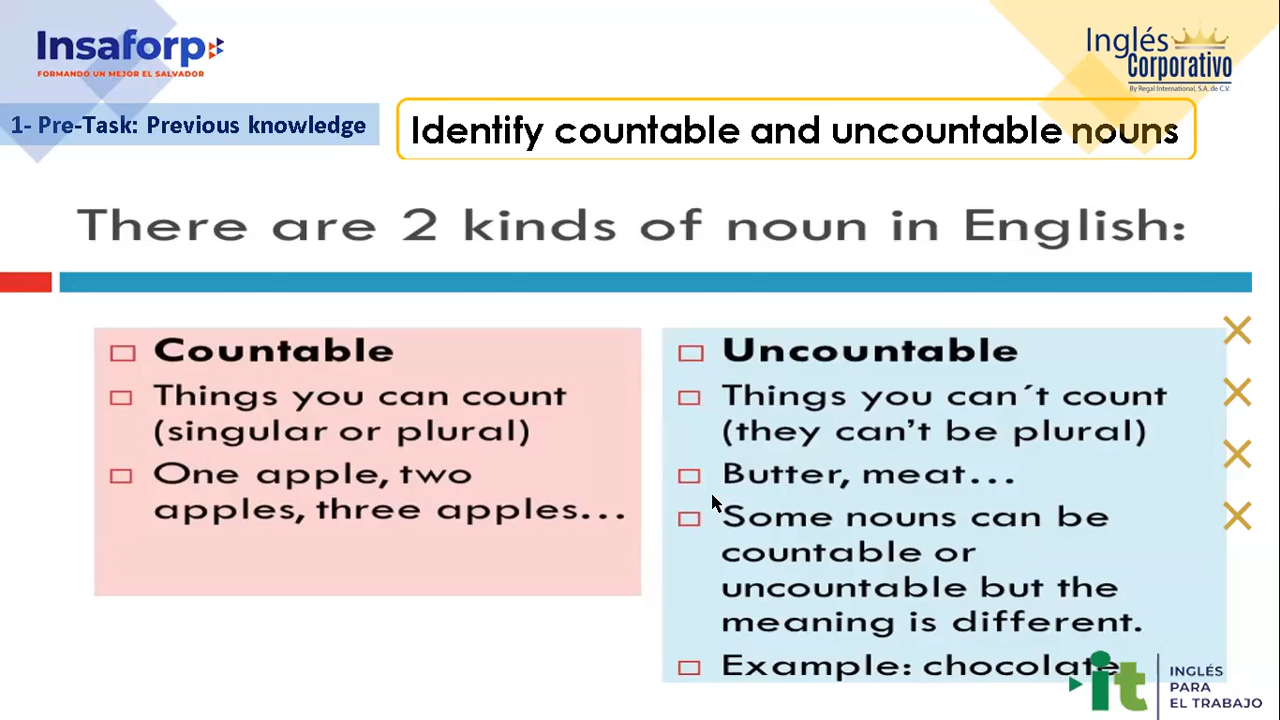 Insaforp
FORMANDO UN MEJOR EL SALVADOR
Inglés
Corporativo
By Regal International, S.A. de C.V.
1- Pre-Task: Previous knowledge
Identify countable and uncountable nouns
There are 2 kinds of noun in English:
Countable
Things you can count
(singular or plural)
One apple, two
apples, three apples...
Uncountable
Things you can´t count
(they can't be plural)
Butter, meat...
Some nouns can be
countable or
uncountable but the
meaning is different.
Example: chocolate
it
INGLÉS
PARA
EL TRABAJO